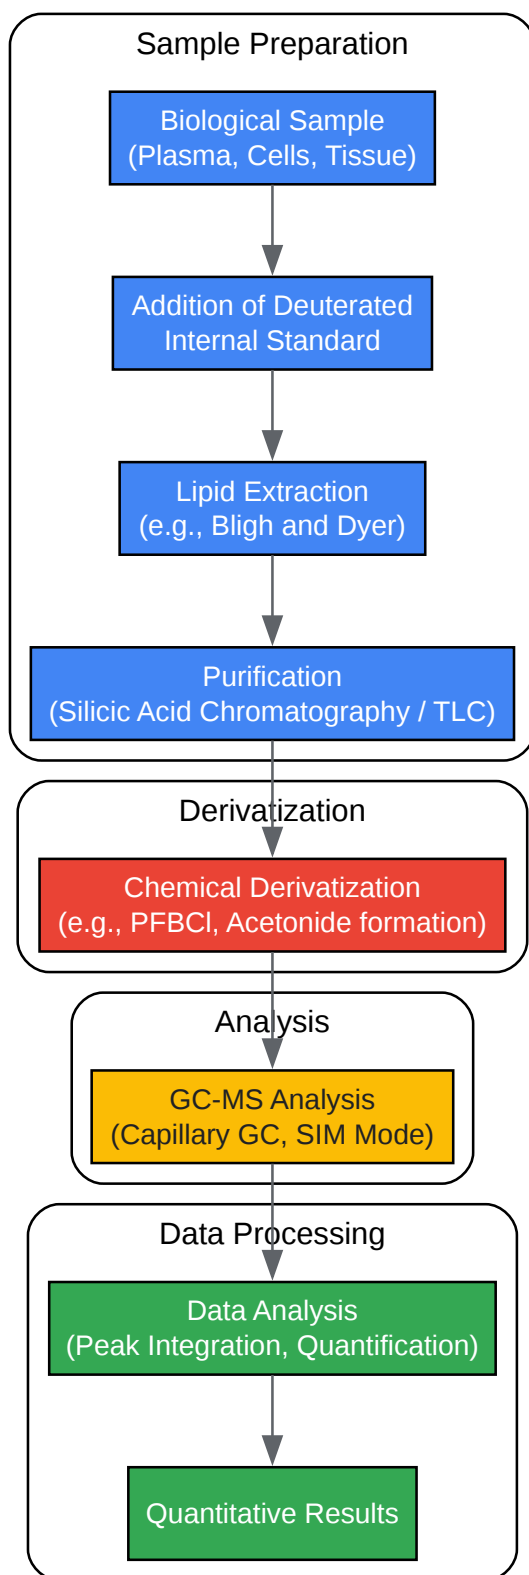 Sample Preparation
Biological Sample
(Plasma, Cells, Tissue)
Addition of Deuterated
Internal Standard
Lipid Extraction
(e.g., Bligh and Dyer)
Purification
(Silicic Acid Chromatography / TLC)
Derivatization
Chemical Derivatization
(e.g., PFBCl, Acetonide formation)
Analysis
GC-MS Analysis
(Capillary GC, SIM Mode)
Data Processing
Data Analysis
(Peak Integration, Quantification)
Quantitative Results